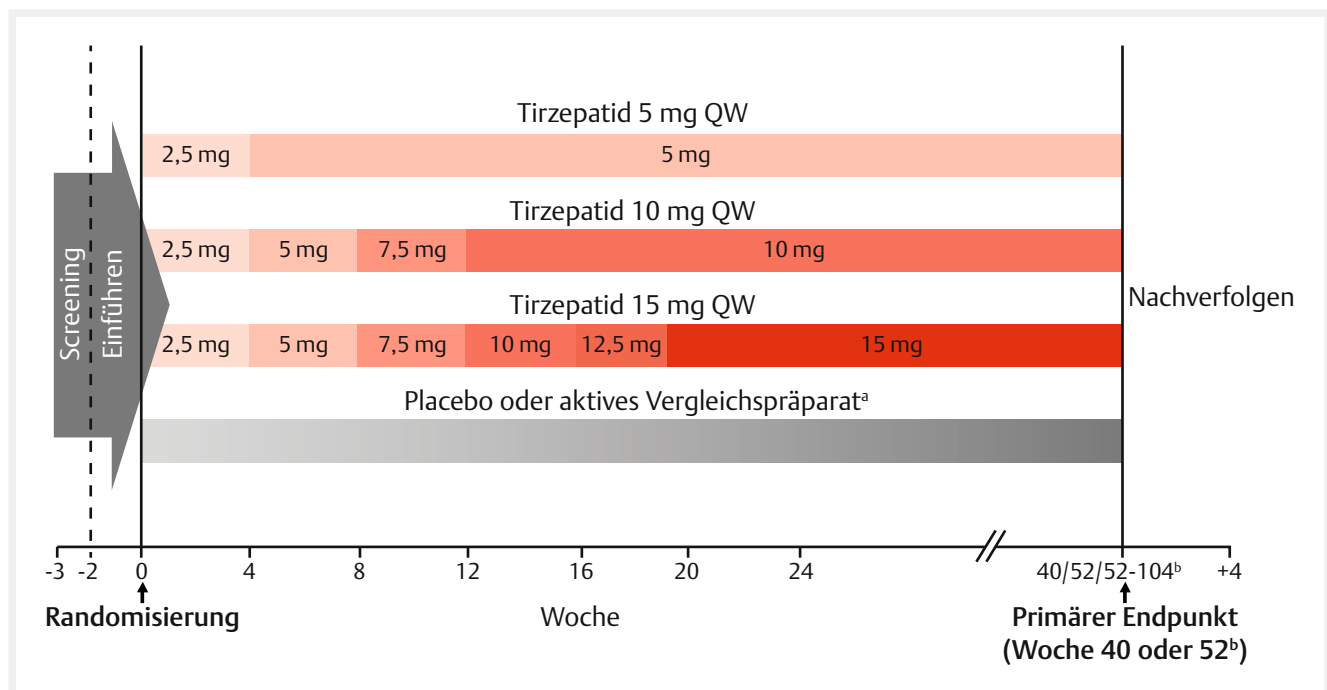 Tirzepatid 5 mg QW
2,5 mg
5 mg
Tirzepatid 10 mg QW
2,5 mg
5 mg
7,5 mg
10 mg
Screening
Einführen
Tirzepatid 15 mg QW
Nachverfolgen
2,5 mg
5 mg
7,5 mg
10 mg
12,5 mg
15 mg
Placebo oder aktives Vergleichspräparatᵃ
-3 -2 0 4 8 12 16 20 24 40/52/52-104ᵇ +4
Randomisierung
Woche
Primärer Endpunkt
(Woche 40 oder 52ᵇ)